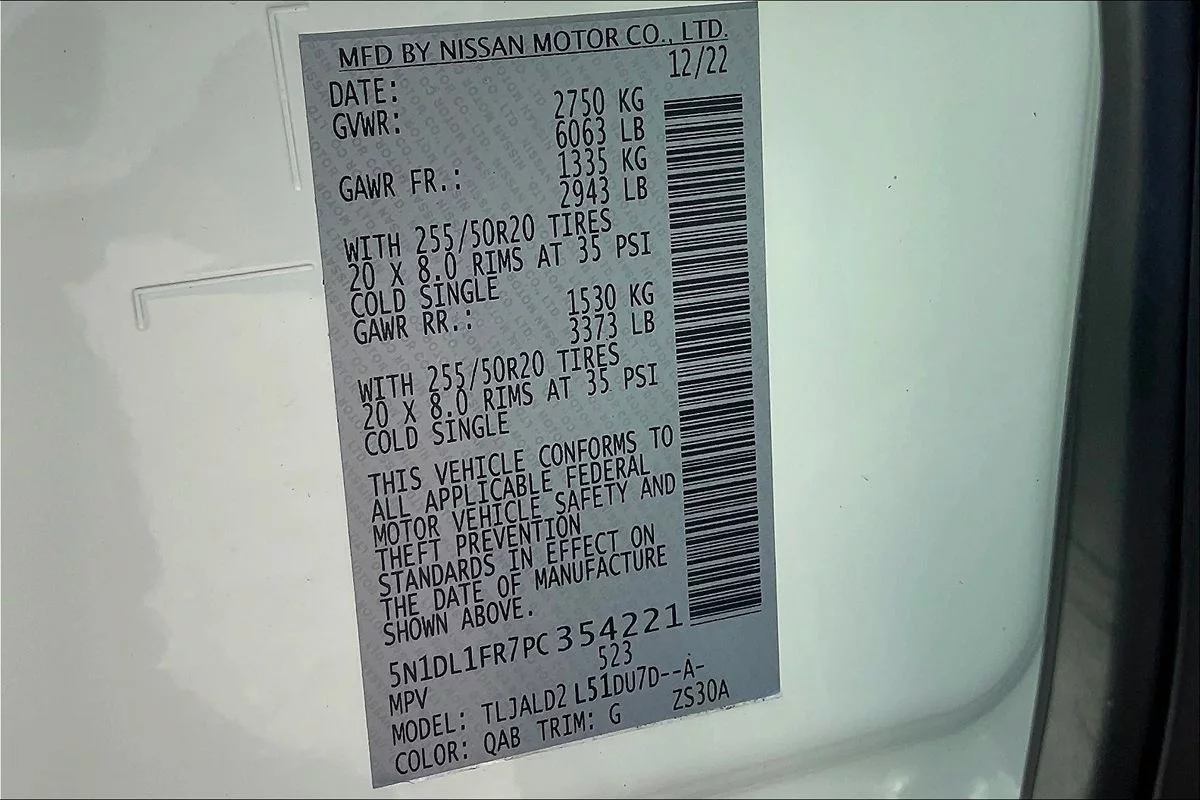 MFD BY NISSAN MOTOR CO., LTD.
DATE: 12/22
GVWR: 2750 KG
6063 LB
GAWR FR.: 1335 KG
2943 LB
WITH 255/50R20 TIRES
20 X 8.0 RIMS AT 35 PSI
COLD SINGLE
GAWR RR.: 1530 KG
3373 LB
WITH 255/50R20 TIRES
20 X 8.0 RIMS AT 35 PSI
COLD SINGLE
THIS VEHICLE CONFORMS TO
ALL APPLICABLE FEDERAL
MOTOR VEHICLE SAFETY AND
THEFT PREVENTION
STANDARDS IN EFFECT ON
THE DATE OF MANUFACTURE
SHOWN ABOVE.
5N1DL1FR7PC354221
MPV 523
MODEL: TLJALD2 L51DU7D--A-
COLOR: QAB TRIM: G ZS30A